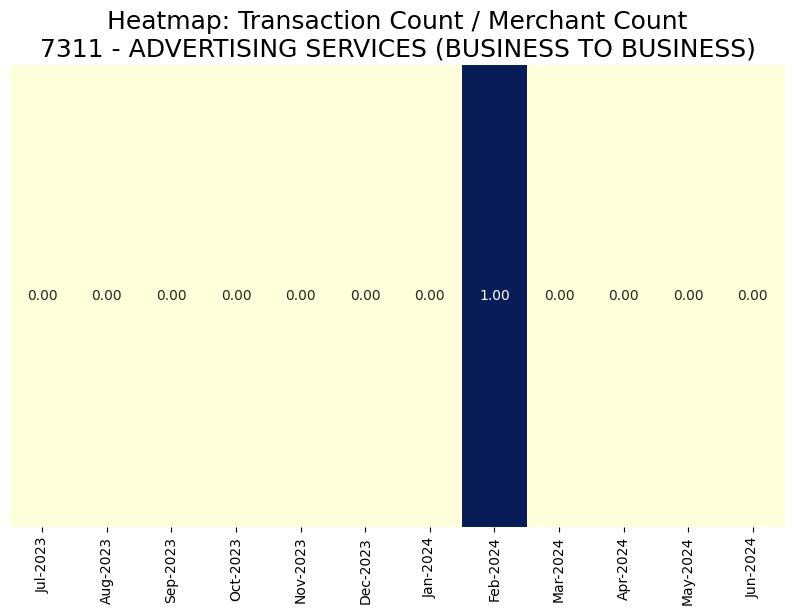 Heatmap: Transaction Count / Merchant Count
7311 - ADVERTISING SERVICES (BUSINESS TO BUSINESS)
0.00 0.00 0.00 0.00 0.00 0.00 0.00 1.00 0.00 0.00 0.00 0.00
Jul-2023 Aug-2023 Sep-2023 Oct-2023 Nov-2023 Dec-2023 Jan-2024 Feb-2024 Mar-2024 Apr-2024 May-2024 Jun-2024